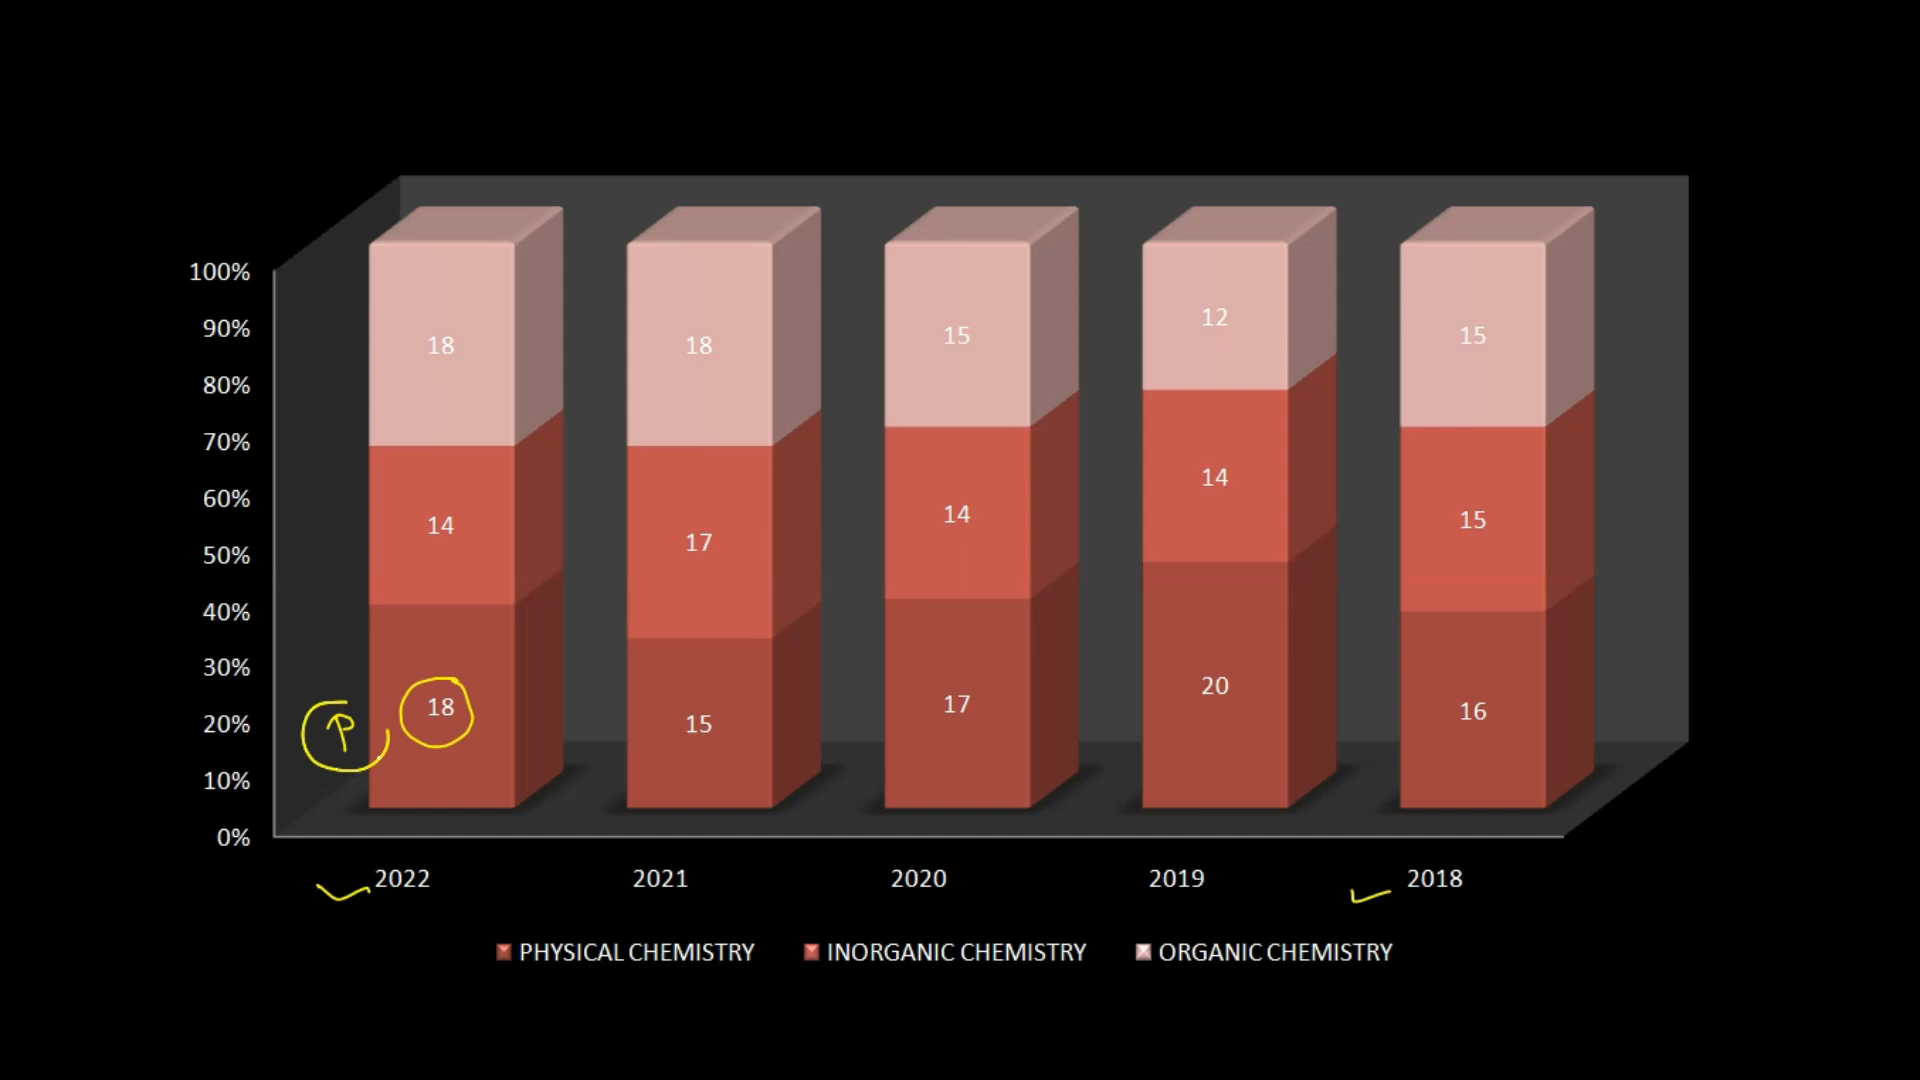 100%
90%
80%
70%
60%
50%
40%
30%
20%
10%
0%
18 18 15 12 15
14 17 14 14 15
18 15 17 20 16
P
2022 2021 2020 2019 2018
PHYSICAL CHEMISTRY INORGANIC CHEMISTRY ORGANIC CHEMISTRY